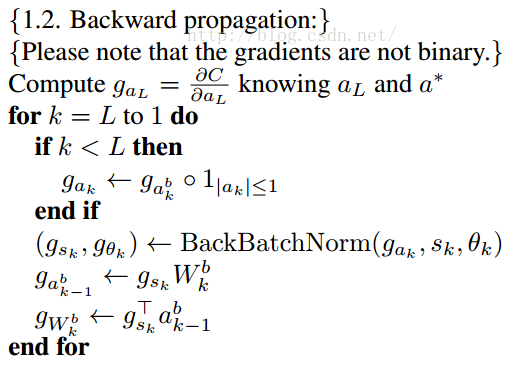 {1.2. Backward propagation:}
http://blog.csdn.net/
{Please note that the gradients are not binary.}
Compute $g_{a_L} = \frac{\partial C}{\partial a_L}$ knowing $a_L$ and $a^*$
for $k = L$ to 1 do
if $k < L$ then
$g_{a_k} \leftarrow g_{a_k^b} \circ 1_{|a_k| \leq 1}$
end if
$(g_{s_k}, g_{\theta_k}) \leftarrow \text{BackBatchNorm}(g_{a_k}, s_k, \theta_k)$
$g_{a_{k-1}^b} \leftarrow g_{s_k} W_k^b$
$g_{W_k^b} \leftarrow g_{s_k}^\top a_{k-1}^b$
end for